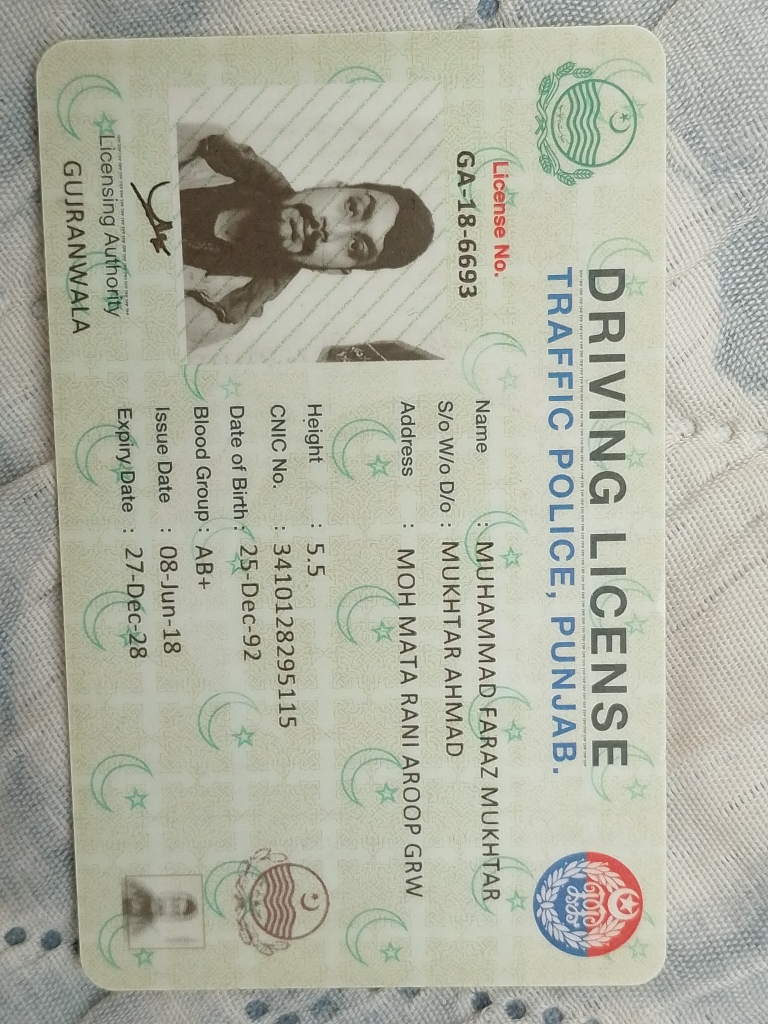 DRIVING LICENSE
TRAFFIC POLICE, PUNJAB.
License No.
GA-18-6693
Name : MUHAMMAD FARAZ MUKHTAR
S/o W/o D/o : MUKHTAR AHMAD
Address : MOH MATA RANI AROOP GRW
Height : 5.5
CNIC No. : 3410128295115
Date of Birth : 25-Dec-92
Blood Group : AB+
Issue Date : 08-Jun-18
Expiry Date : 27-Dec-28
Licensing Authority
GUJRANWALA